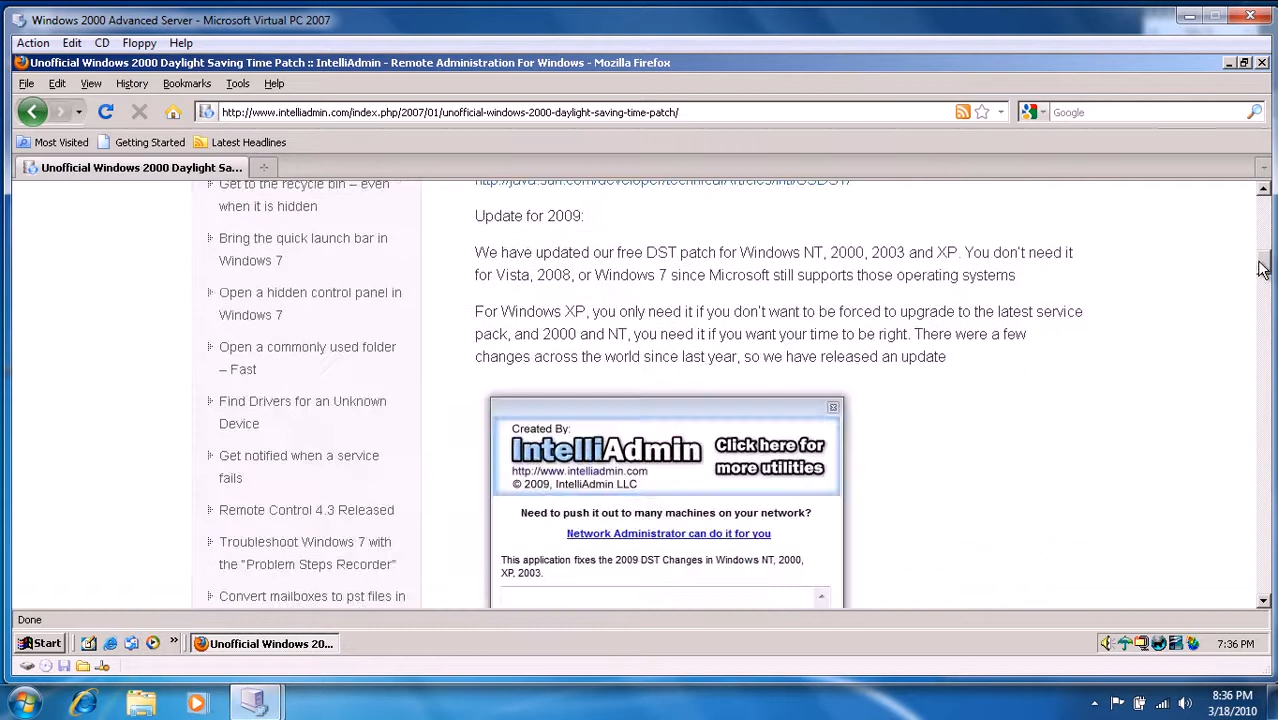 Windows 2000 Advanced Server - Microsoft Virtual PC 2007
Action Edit CD Floppy Help
Unofficial Windows 2000 Daylight Saving Time Patch :: IntelliAdmin - Remote Administration For Windows - Mozilla Firefox
File Edit View History Bookmarks Tools Help
http://www.intelliadmin.com/index.php/2007/01/unofficial-windows-2000-daylight-saving-time-patch/
Google
Most Visited Getting Started Latest Headlines
Unofficial Windows 2000 Daylight Sa...
Get to the recycle bin – even
when it is hidden
Bring the quick launch bar in
Windows 7
Open a hidden control panel in
Windows 7
Open a commonly used folder
– Fast
Find Drivers for an Unknown
Device
Get notified when a service
fails
Remote Control 4.3 Released
Troubleshoot Windows 7 with
the "Problem Steps Recorder"
Convert mailboxes to pst files in
Update for 2009:
We have updated our free DST patch for Windows NT, 2000, 2003 and XP. You don't need it
for Vista, 2008, or Windows 7 since Microsoft still supports those operating systems
For Windows XP, you only need it if you don't want to be forced to upgrade to the latest service
pack, and 2000 and NT, you need it if you want your time to be right. There were a few
changes across the world since last year, so we have released an update
Created By:
IntelliAdmin
http://www.intelliadmin.com
© 2009, IntelliAdmin LLC
Click here for
more utilities
Need to push it out to many machines on your network?
Network Administrator can do it for you
This application fixes the 2009 DST Changes in Windows NT, 2000,
XP, 2003.
Done
Start
Unofficial Windows 20...
7:36 PM
8:36 PM
3/18/2010